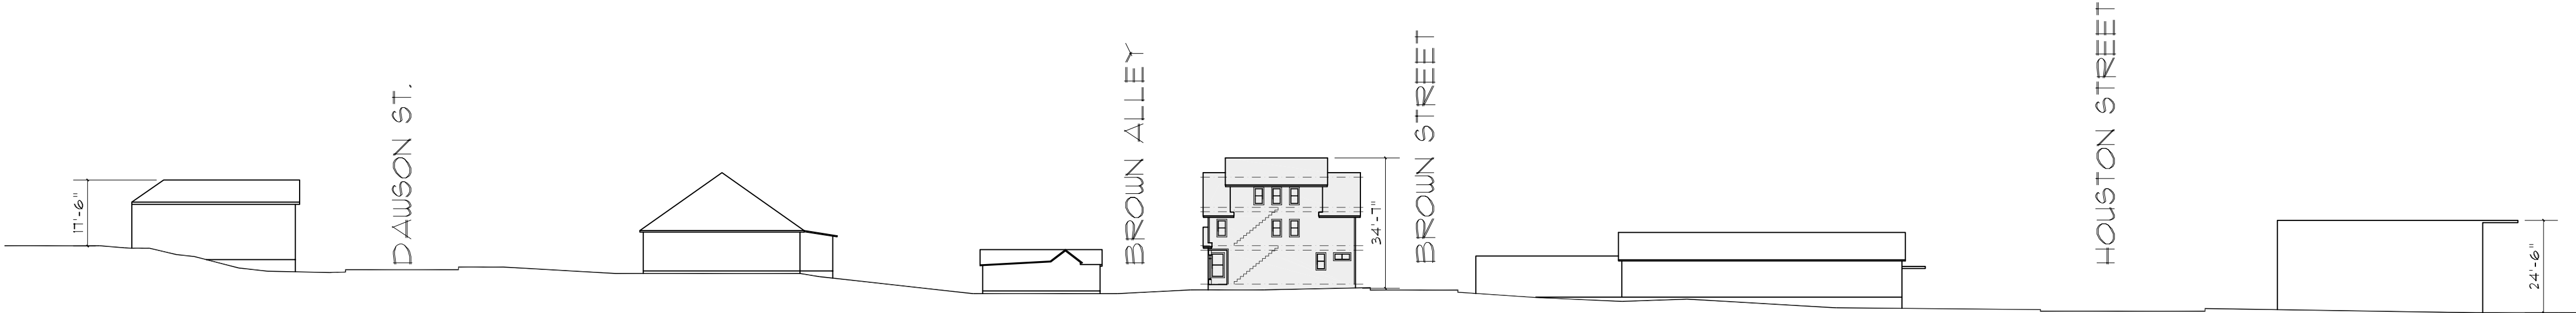 17'-6"
DAWSON ST.
BROWN ALLEY
34'-7"
BROWN STREET
HOUSTON STREET
24'-6"